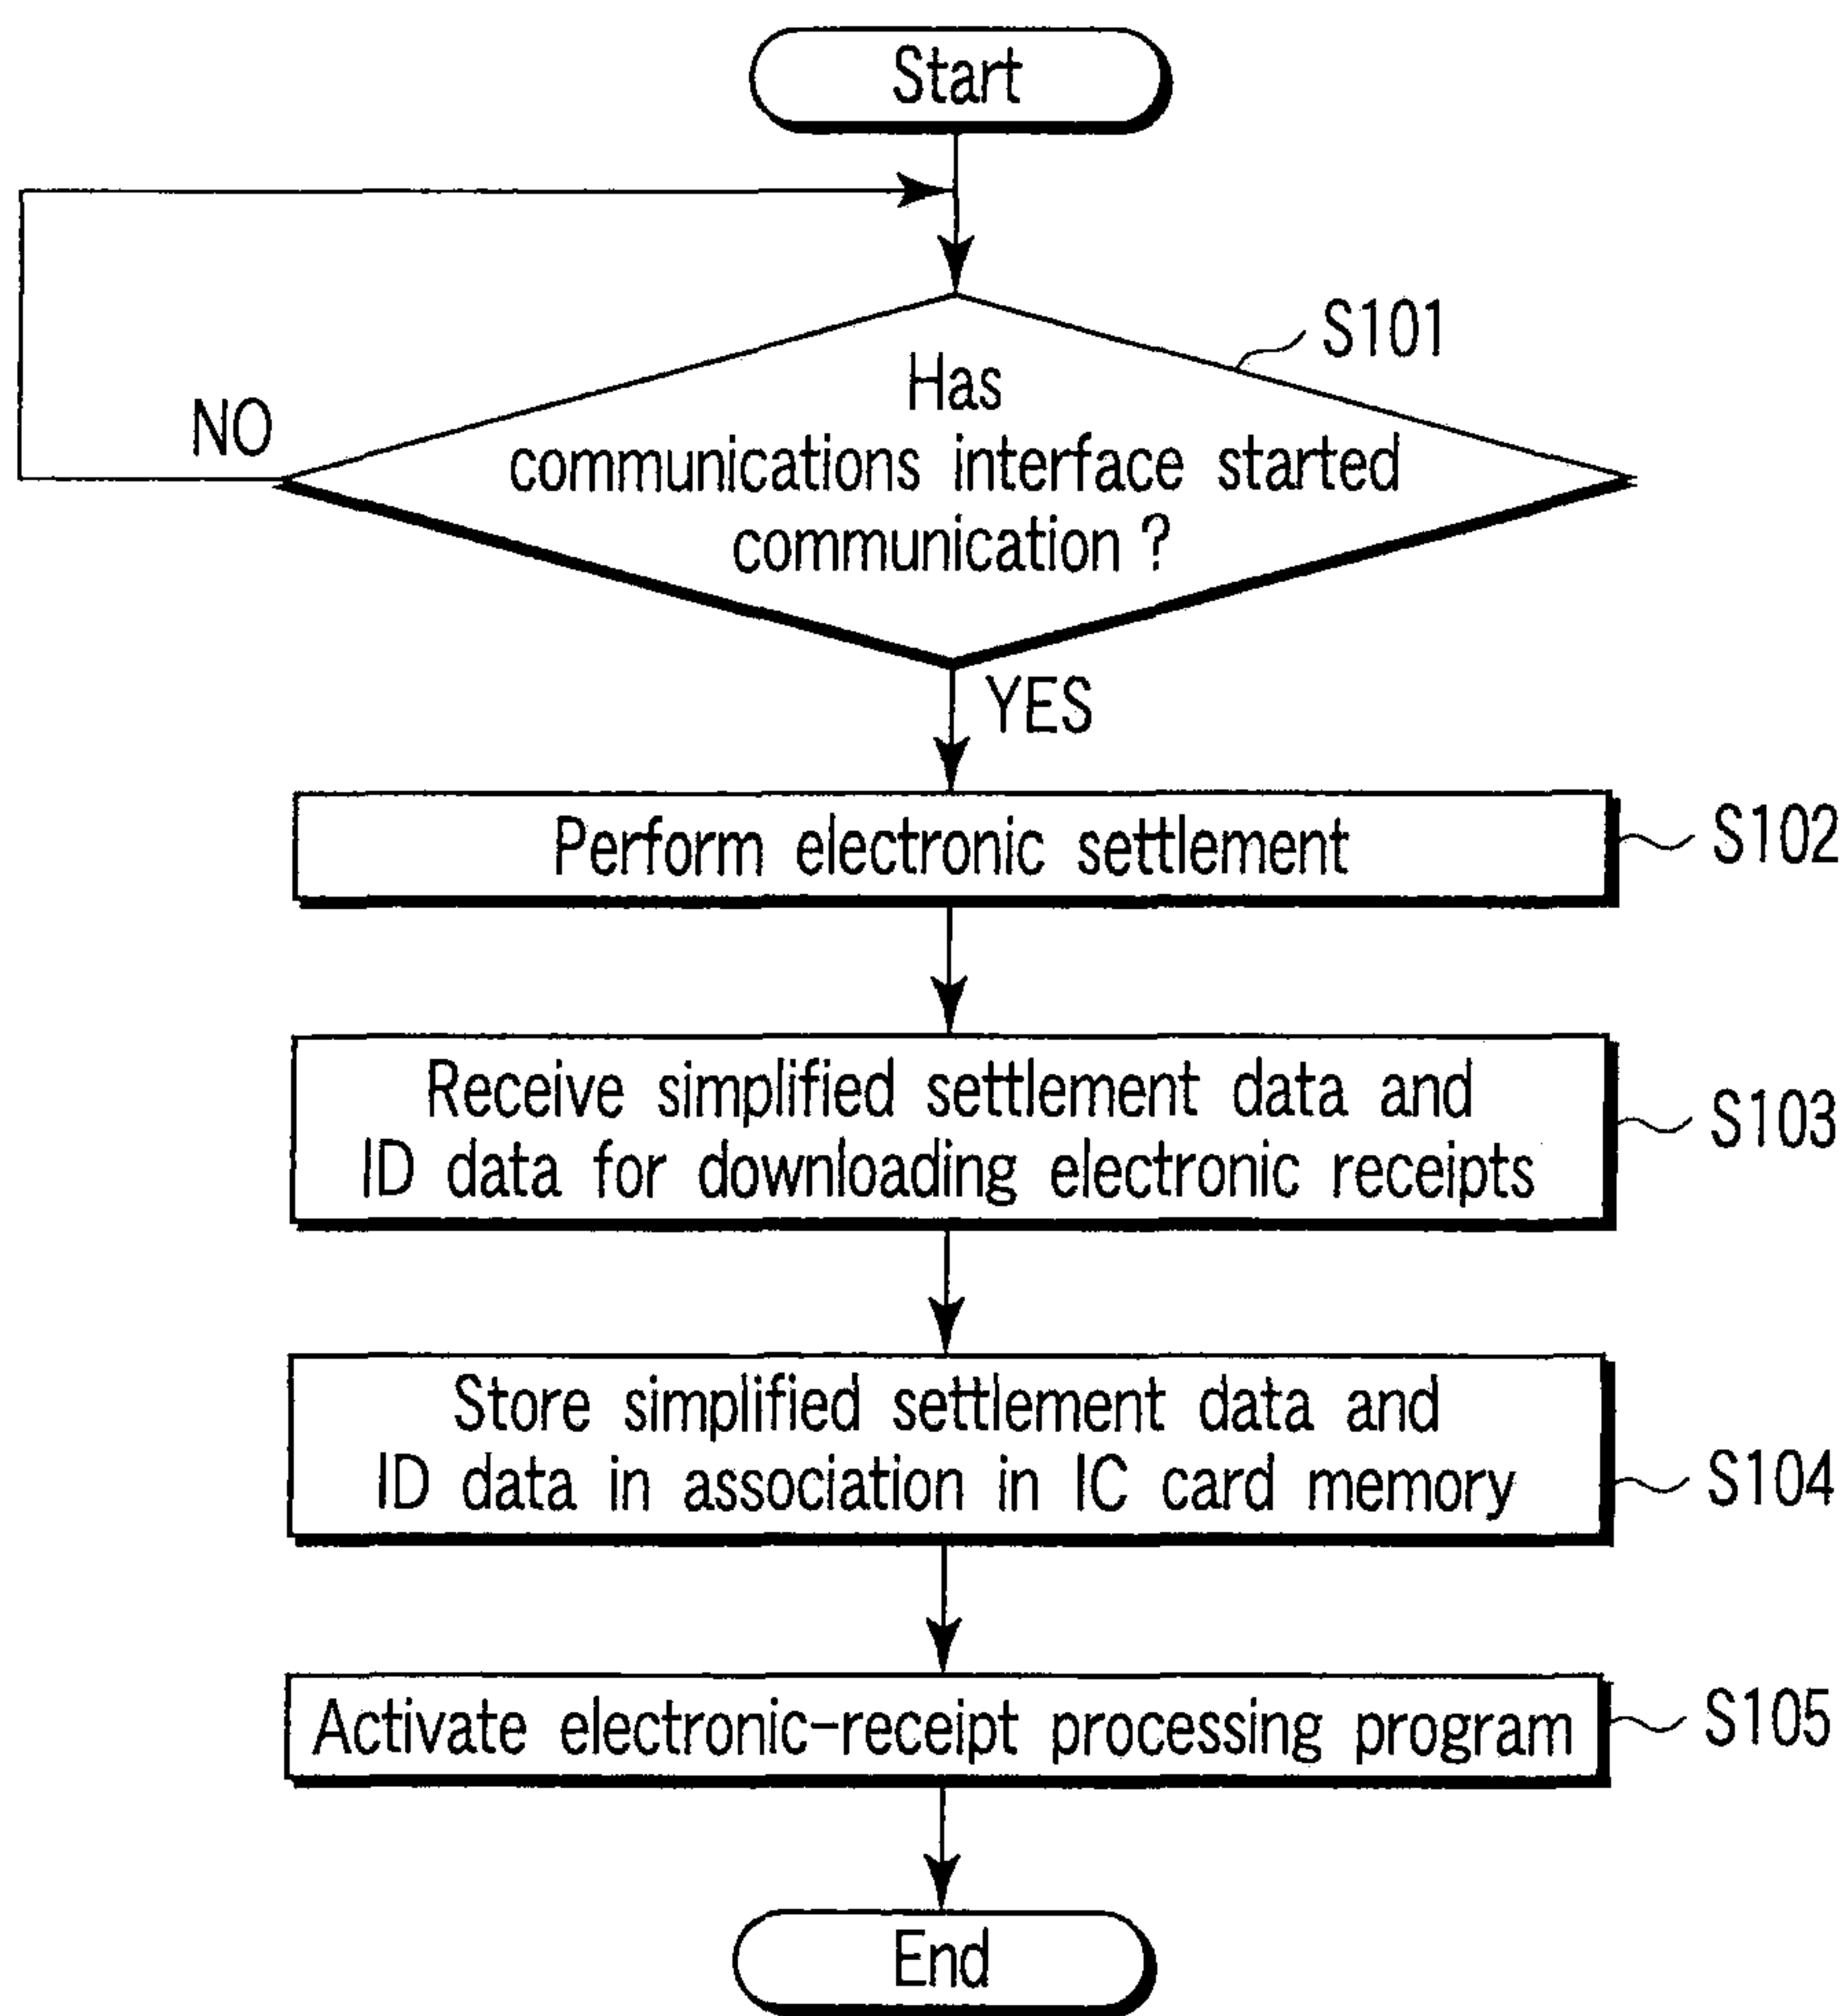 Start
S101
Has
communications interface started
communication ?
NO
YES
Perform electronic settlement
S102
Receive simplified settlement data and
ID data for downloading electronic receipts
S103
Store simplified settlement data and
ID data in association in IC card memory
S104
Activate electronic-receipt processing program
S105
End